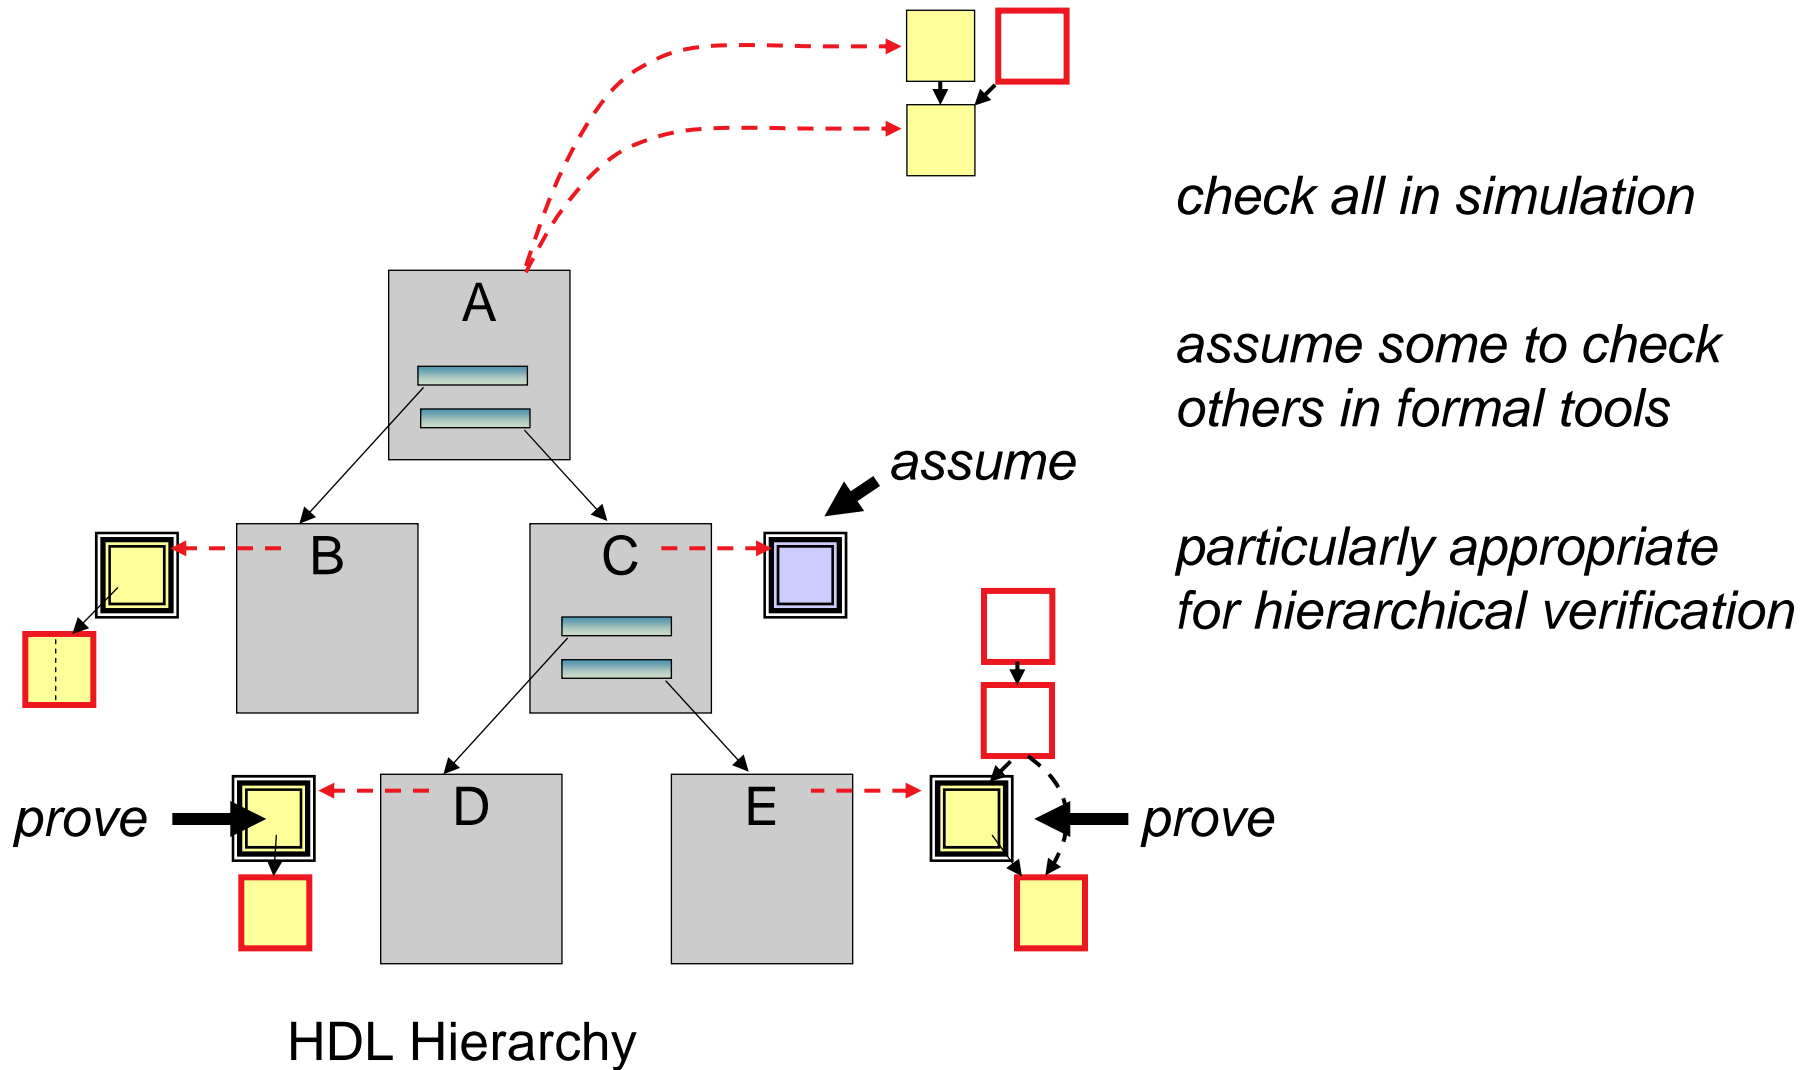 check all in simulation
A
assume some to check
others in formal tools
assume
B
C
particularly appropriate
for hierarchical verification
prove
D
E
prove
HDL Hierarchy